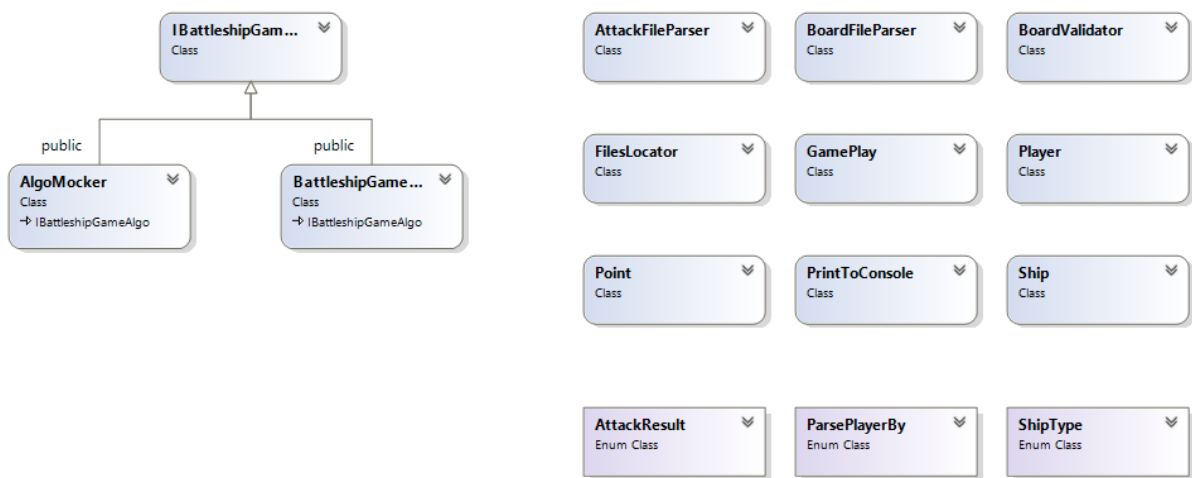 IBattleshipGam...
Class
AttackFileParser
Class
BoardFileParser
Class
BoardValidator
Class
public
public
AlgoMocker
Class
IBattleshipGameAlgo
BattleshipGame...
Class
IBattleshipGameAlgo
FilesLocator
Class
GamePlay
Class
Player
Class
Point
Class
PrintToConsole
Class
Ship
Class
AttackResult
Enum Class
ParsePlayerBy
Enum Class
ShipType
Enum Class